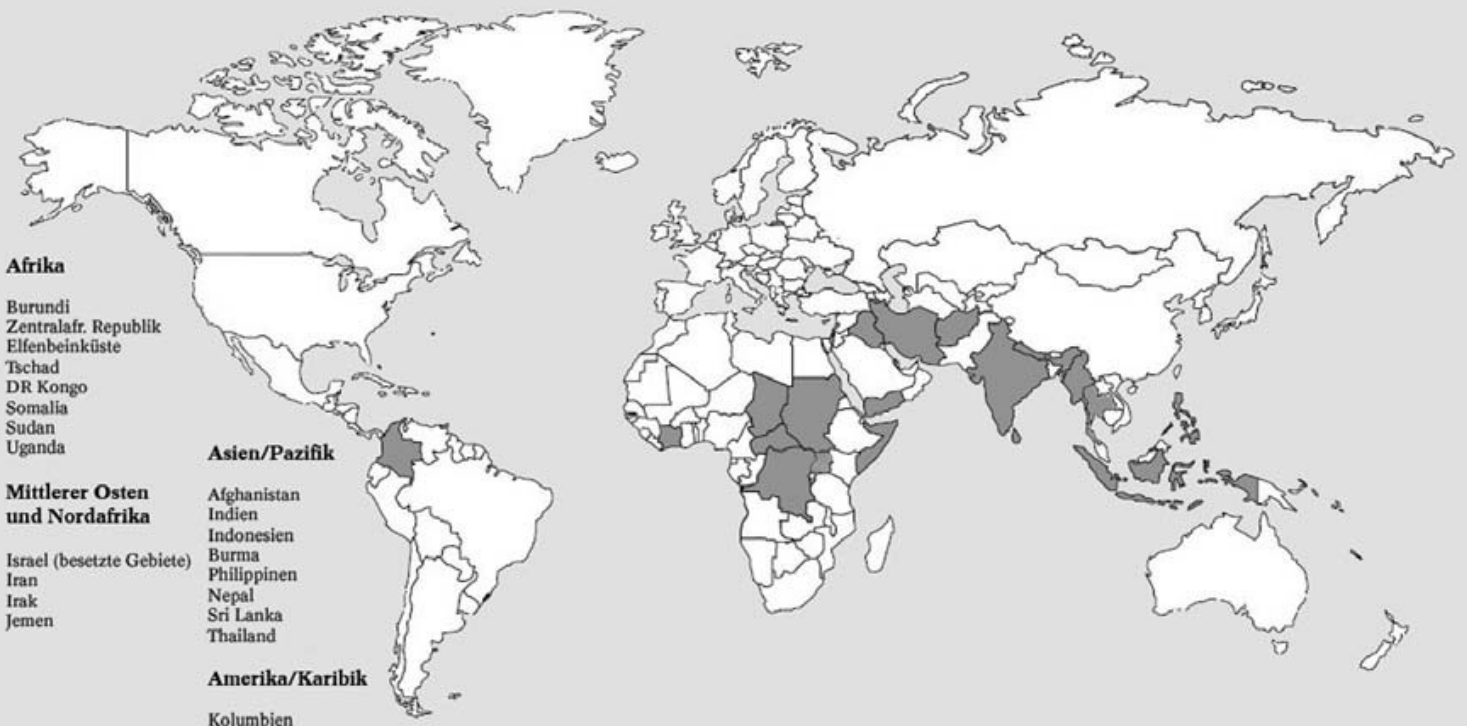 Afrika
Burundi
Zentralafr. Republik
Elfenbeinküste
Tschad
DR Kongo
Somalia
Sudan
Uganda
Mittlerer Osten
und Nordafrika
Israel (besetzte Gebiete)
Iran
Irak
Jemen
Asien/Pazifik
Afghanistan
Indien
Indonesien
Burma
Philippinen
Nepal
Sri Lanka
Thailand
Amerika/Karibik
Kolumbien